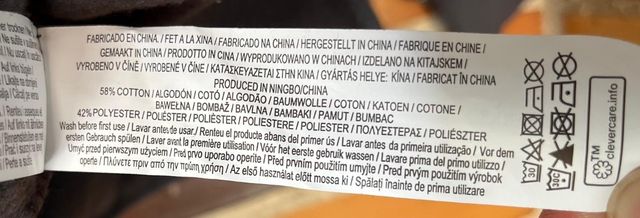 FABRICADO EN CHINA. / FET A LA XINA / FABRICADO NA CHINA / HERGESTELLT IN CHINA / FABRIQUE EN CHINE /
GEMAAKT IN CHINA / PRODOTTO IN CINA / WYPRODUKOWANO W CHINACH / IZDELANO NA KITAJSKEM /
VYROBENO V ČÍNĚ / VÝROBENÉ V ČÍNE / ΚΑΤΑΣΚΕΥΑΖΕΤΑΙ ΣΤΗΝ ΚΙΝΑ / GYÁRTÁS HELYE: KÍNA / FABRICAT ÎN CHINA
PRODUCED IN NINGBO/CHINA
58% COTTON / ALGODÓN / COTÓ / ALGODÃO / BAUMWOLLE / COTON / KATOEN / COTONE /
BAWEŁNA / BOMBAŽ / BAVLNA / BAMBAKI / PAMUT / BUMBAC
42% POLYESTER / POLIÉSTER / POLIÈSTER / POLIESTERE / POLIESTER / ΠΟΛΥΕΣΤΕΡΑΣ / POLIÉSZTER
Wash before first use / Lavar antes de usar / Renteu el producte abans del primer ús / Lavar antes da primeira utilização / Vor dem
ersten Gebrauch spülen / Laver avant la première utilisation / Vóór het eerste gebruik wassen / Lavare prima del primo utilizzo /
Umyć przed pierwszym użyciem / Pred prvo uporabo operite / Před prvním použitím umyjte / Pred prvým použitím výrobok
operte / Πλύνετε πριν από την πρώτη χρήση / Az első használat előtt mossa ki / Spălați înainte de prima utilizare
30
30C
TM
clevercare.info